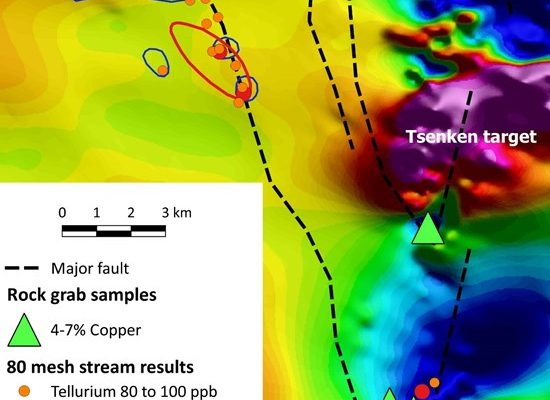 Tsenken target
0 1 2 3 km
Major fault
Rock grab samples
4-7% Copper
80 mesh stream results
Tellurium 80 to 100 ppb